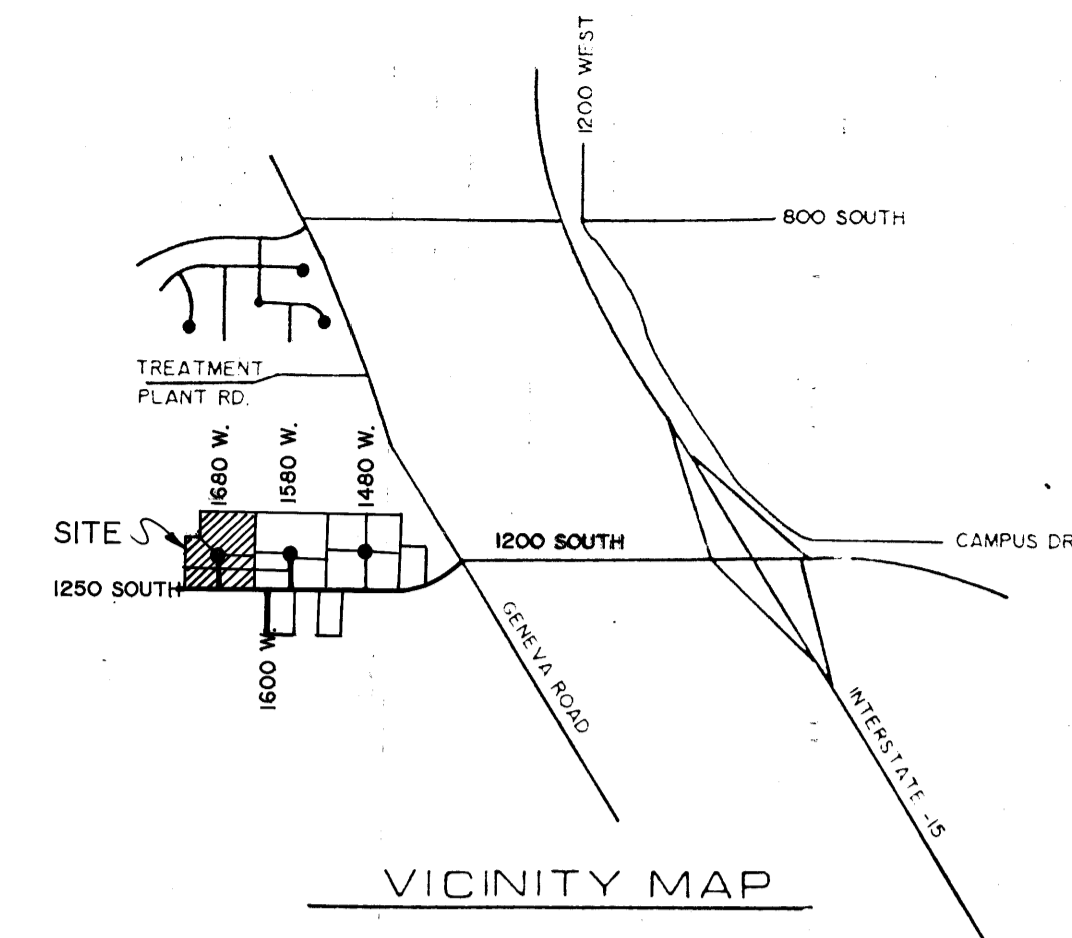 1200 WEST
800 SOUTH
TREATMENT
PLANT RD.
1680 W.
1580 W.
1480 W.
SITE
1200 SOUTH
CAMPUS DR
1250 SOUTH
GENEVA ROAD
1600 W.
INTERSTATE -15
VICINITY MAP